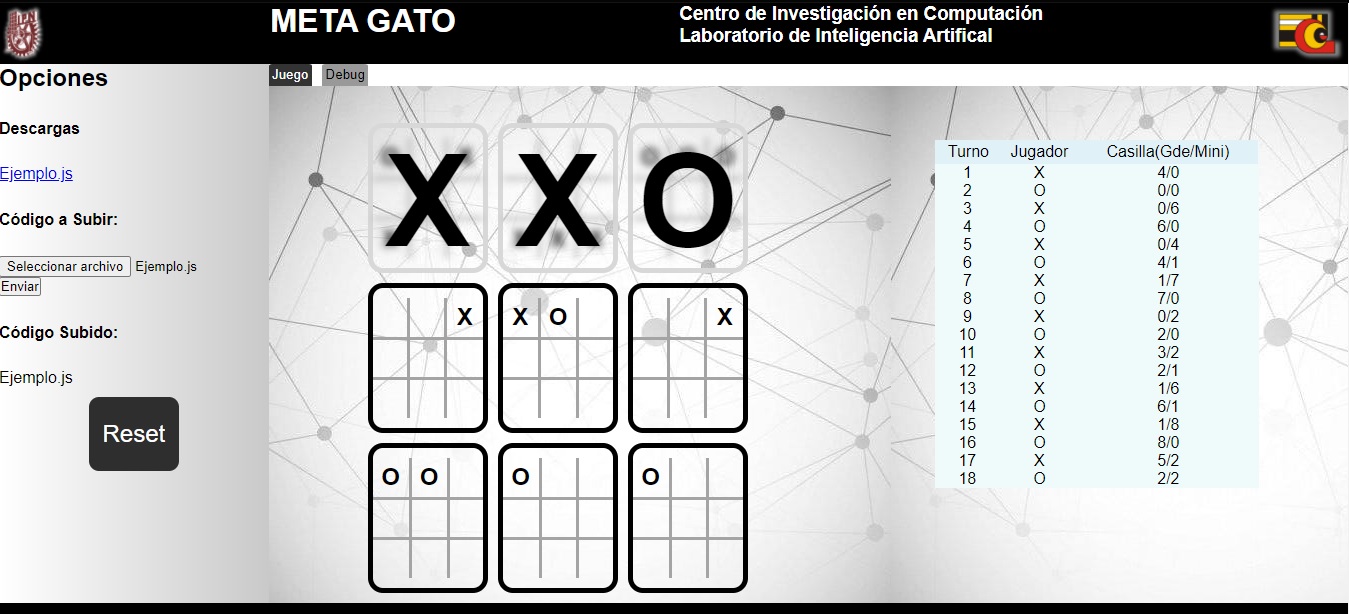 META GATO
Centro de Investigación en Computación
Laboratorio de Inteligencia Artifical
Opciones
Descargas
Ejemplo.js
Código a Subir:
Seleccionar archivo Ejemplo.js
Enviar
Código Subido:
Ejemplo.js
Reset
Juego Debug
X X O
X X O X
O O O O
Turno Jugador Casilla(Gde/Mini)
1 X 4/0
2 O 0/0
3 X 0/6
4 O 6/0
5 X 0/4
6 O 4/1
7 X 1/7
8 O 7/0
9 X 0/2
10 O 2/0
11 X 3/2
12 O 2/1
13 X 1/6
14 O 6/1
15 X 1/8
16 O 8/0
17 X 5/2
18 O 2/2